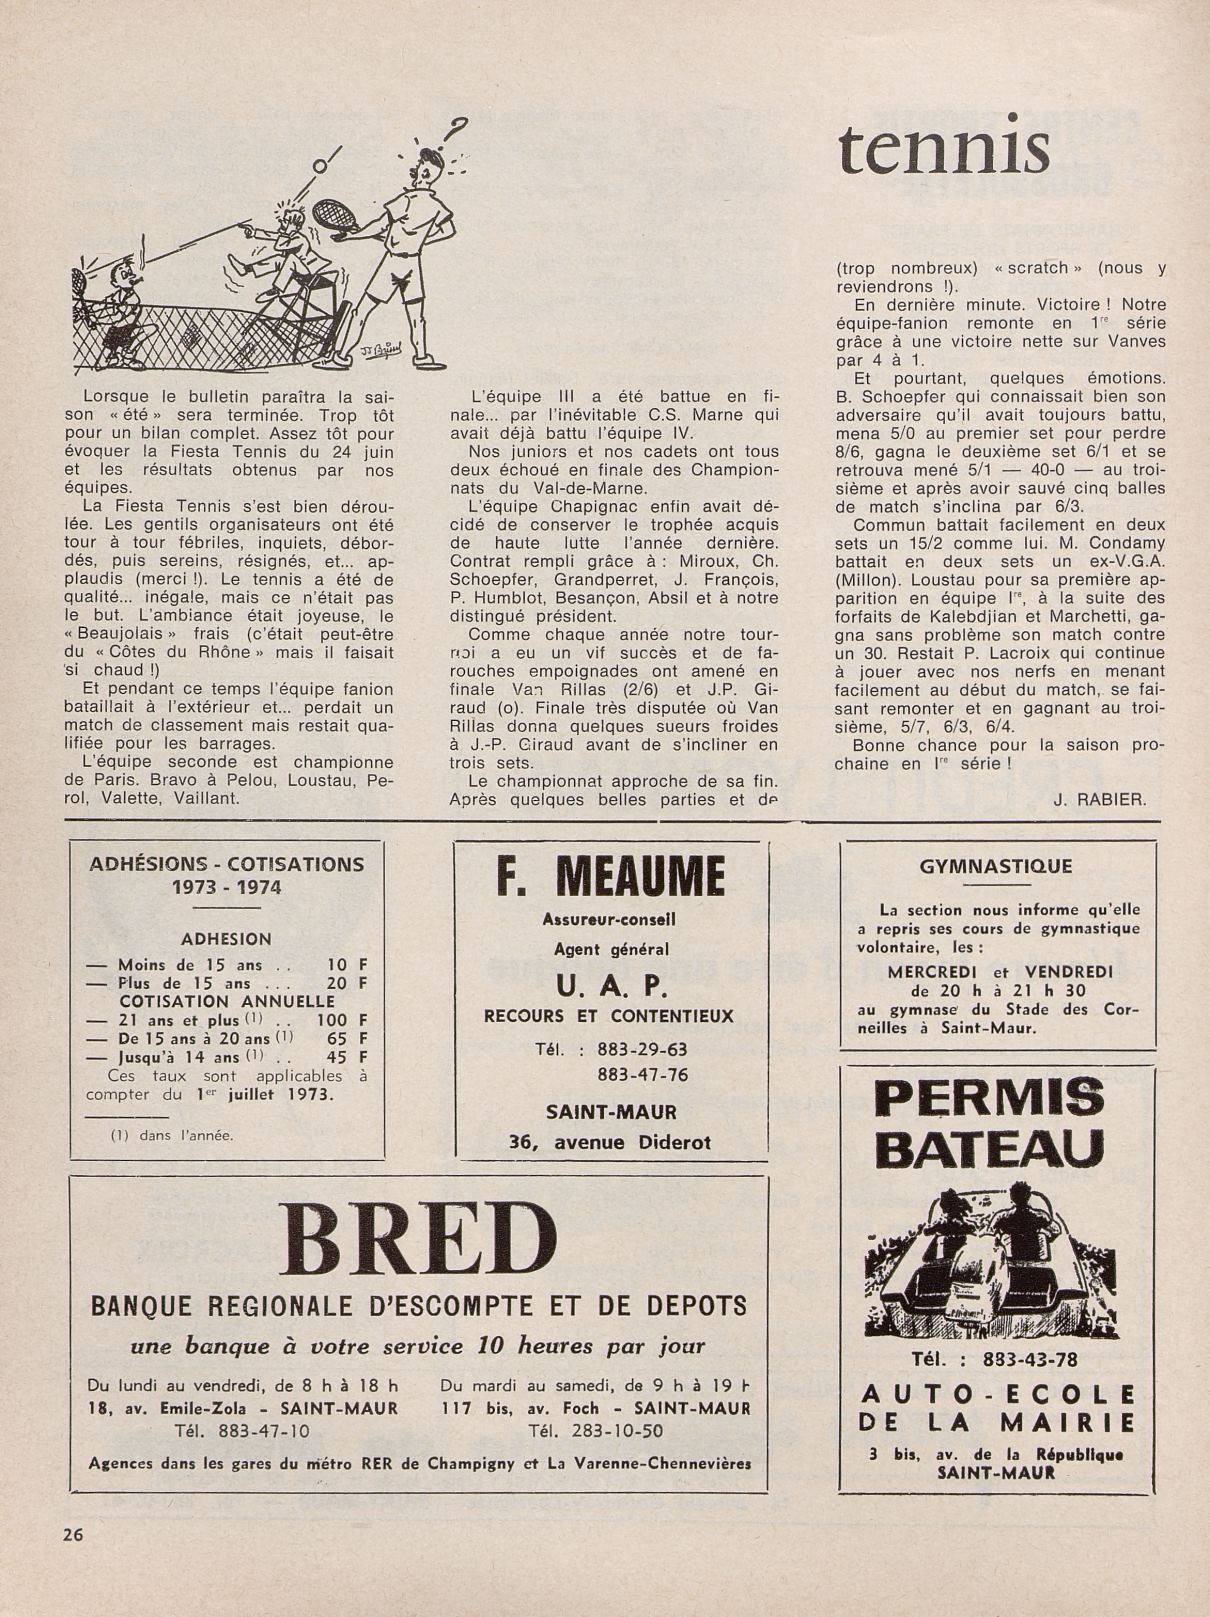 tennis
?
Jo Bridel
Lorsque le bulletin paraîtra la sai-
son « été » sera terminée. Trop tôt
pour un bilan complet. Assez tôt pour
évoquer la Fiesta Tennis du 24 juin
et les résultats obtenus par nos
équipes.
La Fiesta Tennis s'est bien dérou-
lée. Les gentils organisateurs ont été
tour à tour fébriles, inquiets, débor-
dés, puis sereins, résignés, et... ap-
plaudis (merci !). Le tennis a été de
qualité... inégale, mais ce n'était pas
le but. L'ambiance était joyeuse, le
« Beaujolais » frais (c'était peut-être
du « Côtes du Rhône » mais il faisait
si chaud !)
Et pendant ce temps l'équipe fanion
bataillait à l'extérieur et... perdait un
match de classement mais restait qua-
lifiée pour les barrages.
L'équipe seconde est championne
de Paris. Bravo à Pelou, Loustau, Pe-
rol, Valette, Vaillant.
L'équipe III a été battue en fi-
nale... par l'inévitable C.S. Marne qui
avait déjà battu l'équipe IV.
Nos juniors et nos cadets ont tous
deux échoué en finale des Champion-
nats du Val-de-Marne.
L'équipe Chapignac enfin avait dé-
cidé de conserver le trophée acquis
de haute lutte l'année dernière.
Contrat rempli grâce à : Miroux, Ch.
Schoepfer, Grandperret, J. François,
P. Humblot, Besançon, Absil et à notre
distingué président.
Comme chaque année notre tour-
noi a eu un vif succès et de fa-
rouches empoignades ont amené en
finale Van Rillas (2/6) et J.P. Gi-
raud (o). Finale très disputée où Van
Rillas donna quelques sueurs froides
à J.-P. Giraud avant de s'incliner en
trois sets.
Le championnat approche de sa fin.
Après quelques belles parties et de
(trop nombreux) « scratch » (nous y
reviendrons !).
En dernière minute. Victoire ! Notre
équipe-fanion remonte en 1re série
grâce à une victoire nette sur Vanves
par 4 à 1.
Et pourtant, quelques émotions.
B. Schoepfer qui connaissait bien son
adversaire qu'il avait toujours battu,
mena 5/0 au premier set pour perdre
8/6, gagna le deuxième set 6/1 et se
retrouva mené 5/1 — 40-0 — au troi-
sième et après avoir sauvé cinq balles
de match s'inclina par 6/3.
Commun battait facilement en deux
sets un 15/2 comme lui. M. Condamy
battait en deux sets un ex-V.G.A.
(Millon). Loustau pour sa première ap-
parition en équipe Ire, à la suite des
forfaits de Kalebdjian et Marchetti, ga-
gna sans problème son match contre
un 30. Restait P. Lacroix qui continue
à jouer avec nos nerfs en menant
facilement au début du match, se fai-
sant remonter et en gagnant au troi-
sième, 5/7, 6/3, 6/4.
Bonne chance pour la saison pro-
chaine en Ire série !
J. RABIER.
ADHÉSIONS - COTISATIONS
1973 - 1974
ADHESION
— Moins de 15 ans . . 10 F
— Plus de 15 ans . . . 20 F
COTISATION ANNUELLE
— 21 ans et plus (1) . . 100 F
— De 15 ans à 20 ans (1) 65 F
— Jusqu'à 14 ans (1) . . 45 F
Ces taux sont applicables à
compter du 1er juillet 1973.
(1) dans l'année.
F. MEAUME
Assureur-conseil
Agent général
U. A. P.
RECOURS ET CONTENTIEUX
Tél. : 883-29-63
883-47-76
SAINT-MAUR
36, avenue Diderot
GYMNASTIQUE
La section nous informe qu'elle
a repris ses cours de gymnastique
volontaire, les :
MERCREDI et VENDREDI
de 20 h à 21 h 30
au gymnase du Stade des Cor-
neilles à Saint-Maur.
BRED
BANQUE REGIONALE D'ESCOMPTE ET DE DEPOTS
une banque à votre service 10 heures par jour
Du lundi au vendredi, de 8 h à 18 h
18, av. Emile-Zola - SAINT-MAUR
Tél. 883-47-10
Du mardi au samedi, de 9 h à 19 h
117 bis, av. Foch - SAINT-MAUR
Tél. 283-10-50
Agences dans les gares du métro RER de Champigny et La Varenne-Chennevières
PERMIS
BATEAU
Tél. : 883-43-78
AUTO-ECOLE
DE LA MAIRIE
3 bis, av. de la République
SAINT-MAUR
26